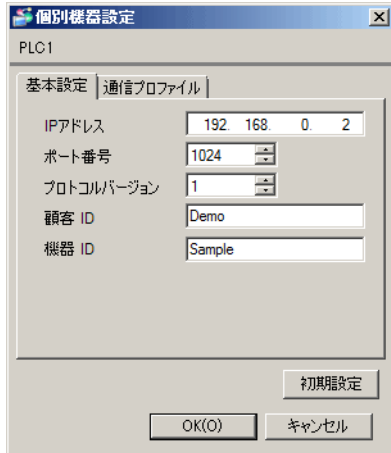 個別機器設定
PLC1
基本設定 通信プロファイル
IPアドレス 192. 168. 0. 2
ポート番号 1024
プロトコルバージョン 1
顧客 ID Demo
機器 ID Sample
初期設定
OK(O) キャンセル